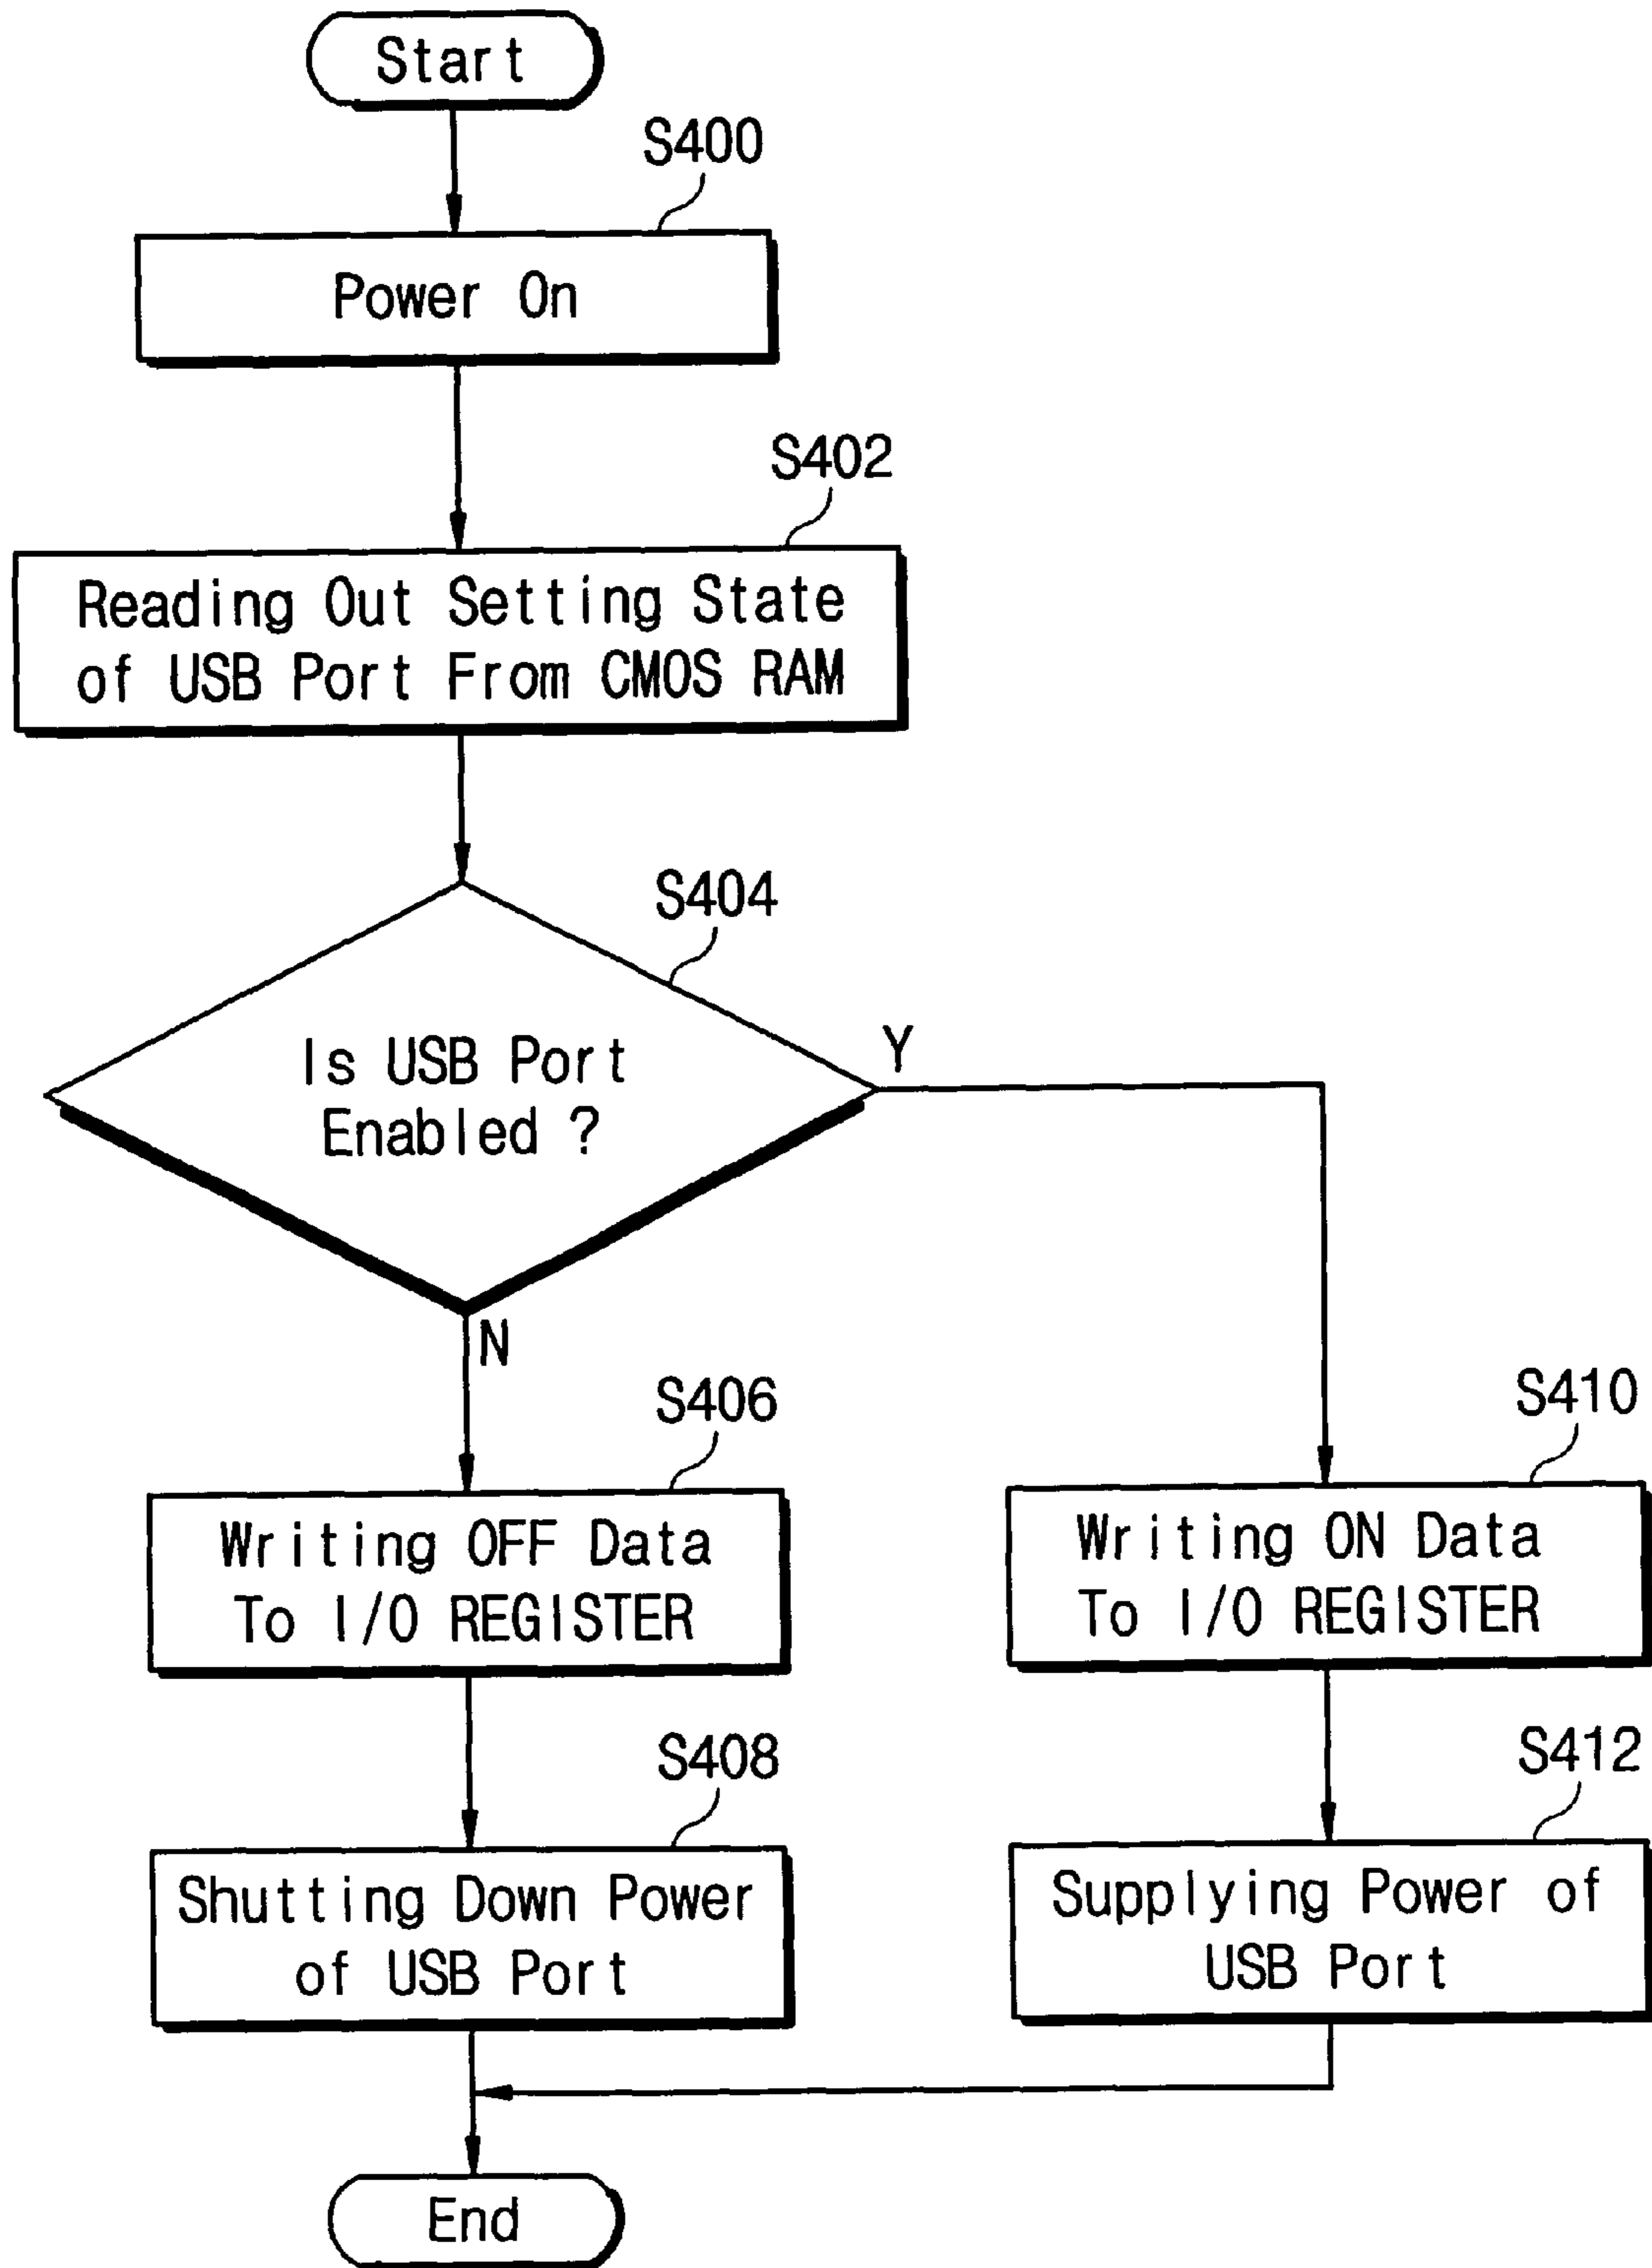 Start
S400
Power On
S402
Reading Out Setting State
of USB Port From CMOS RAM
S404
Is USB Port
Enabled ?
Y
N
S406
Writing OFF Data
To I/O REGISTER
S410
Writing ON Data
To I/O REGISTER
S408
Shutting Down Power
of USB Port
S412
Supplying Power of
USB Port
End